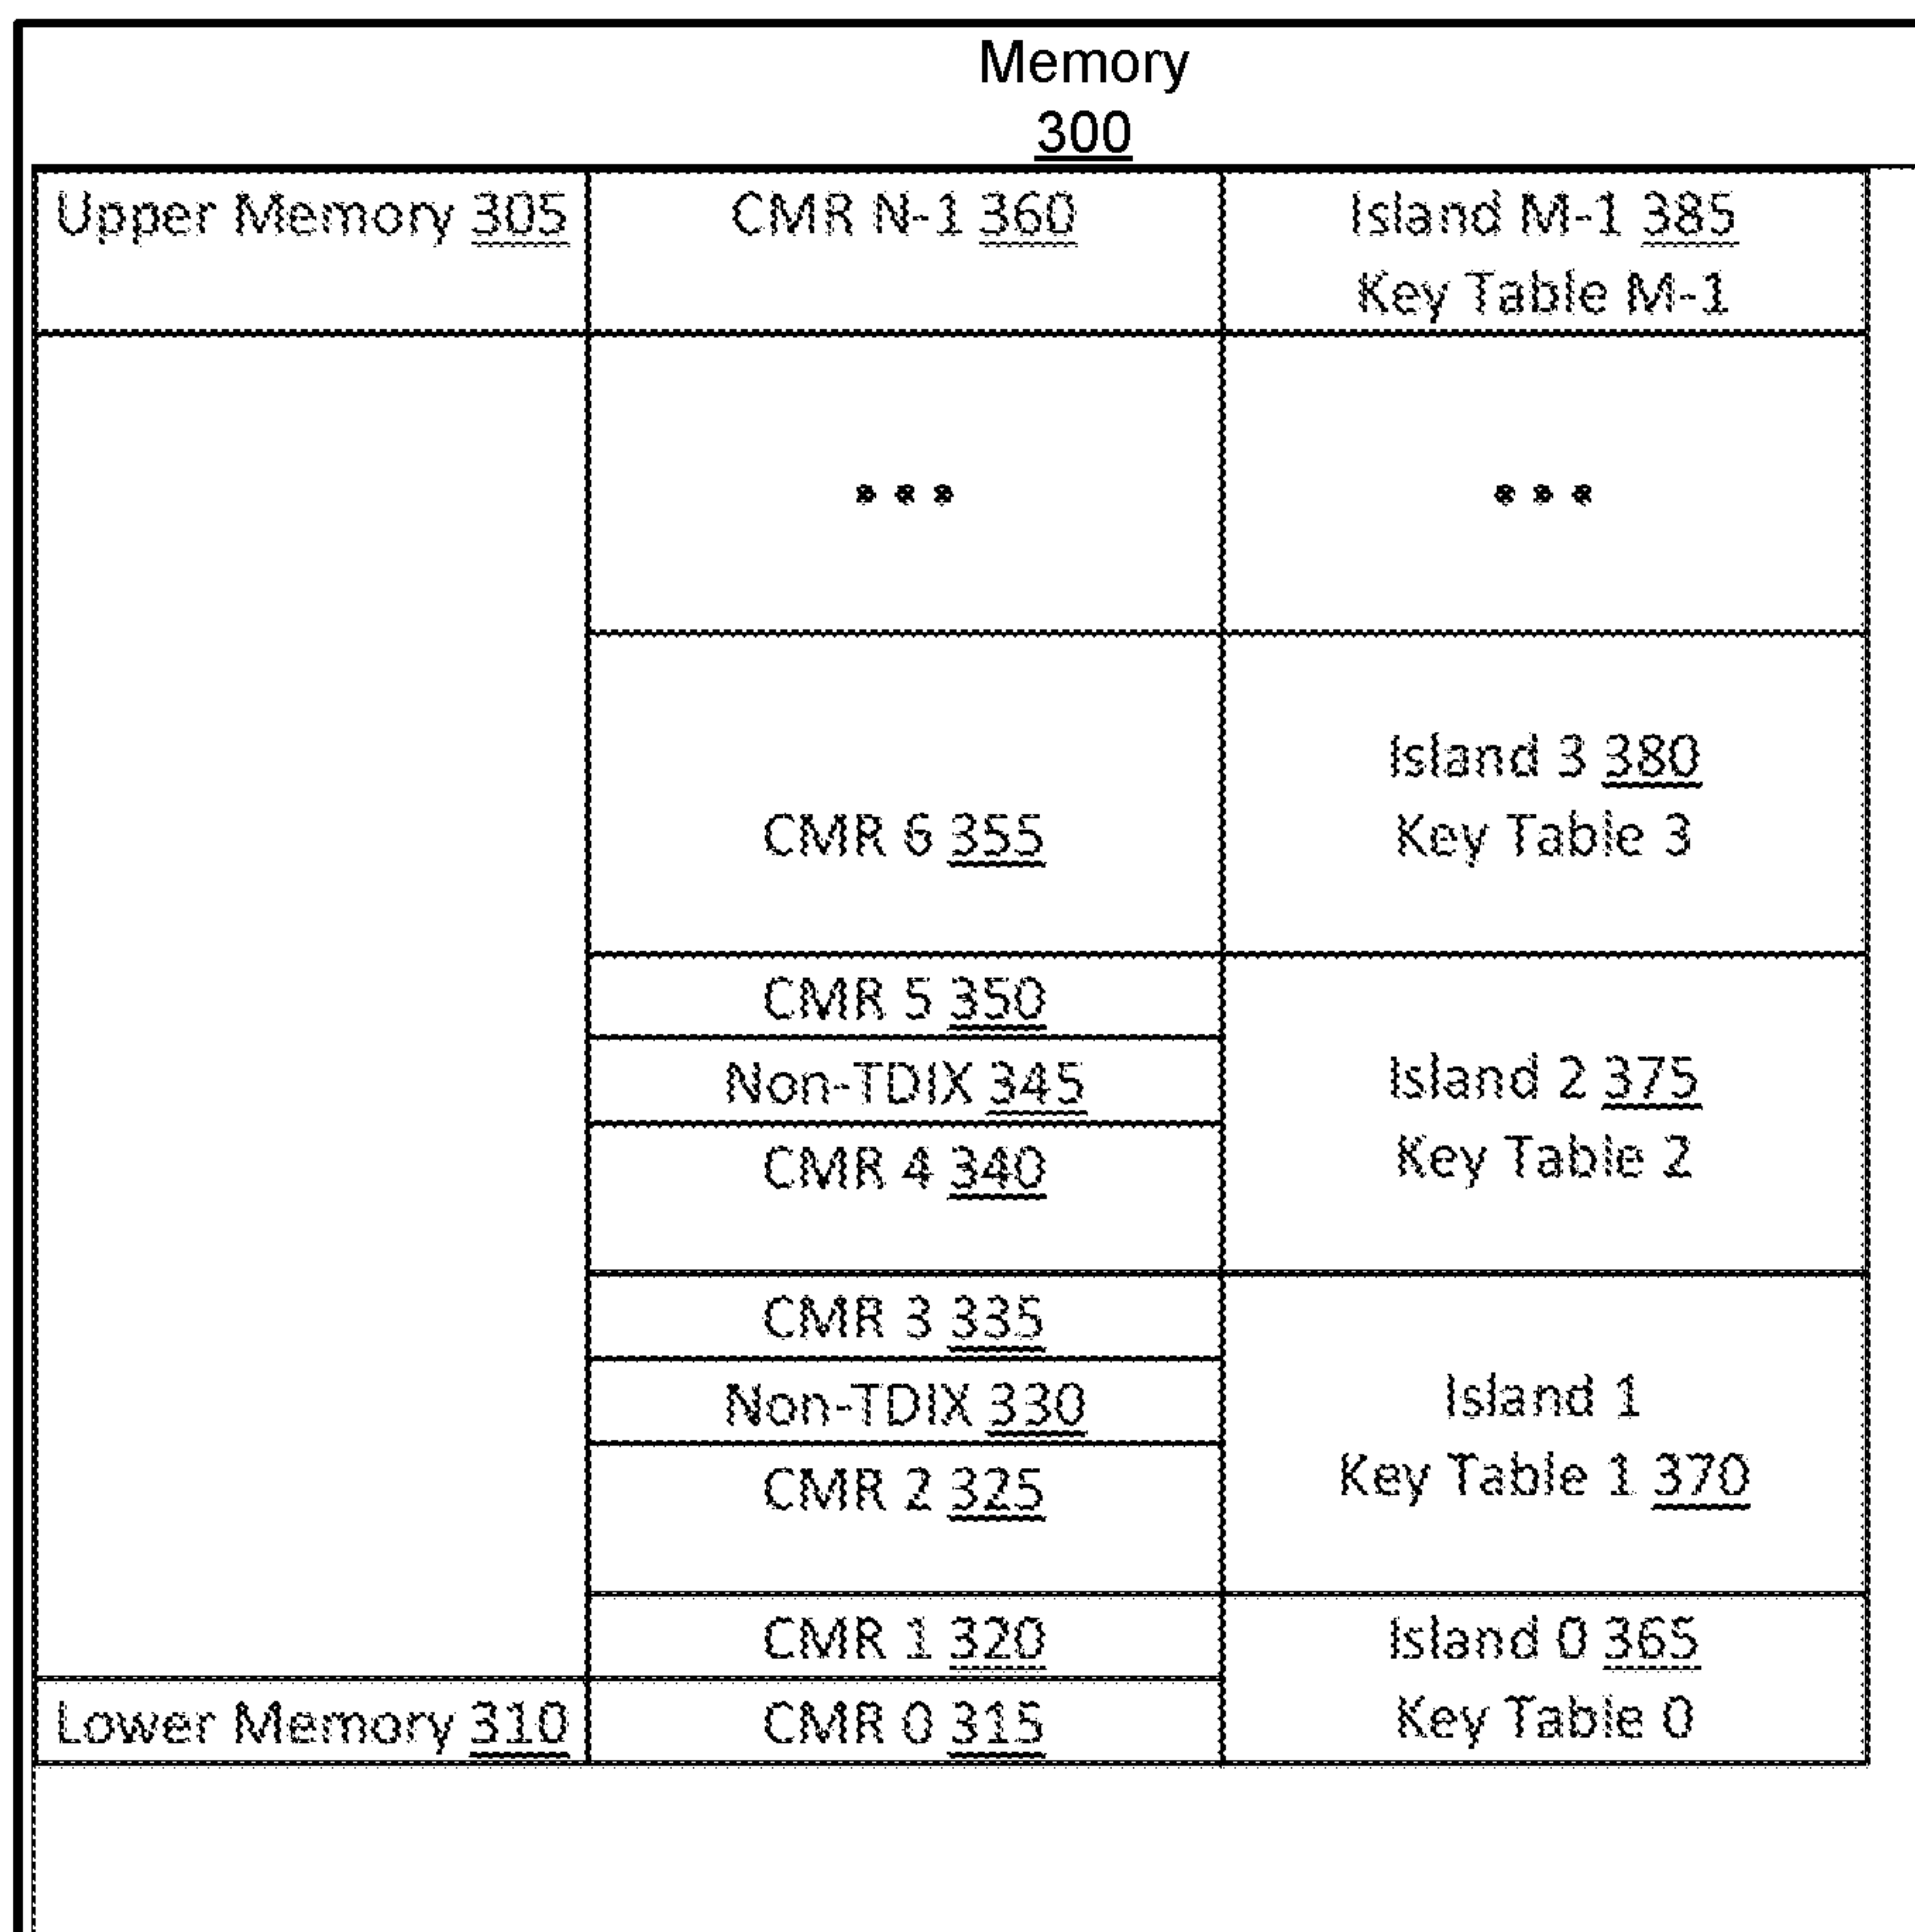 Memory
300
Upper Memory 305
CMR N-1 360
Island M-1 385
Key Table M-1
• • •
• • •
CMR 6 355
Island 3 380
Key Table 3
CMR 5 350
Non-TDIX 345
CMR 4 340
Island 2 375
Key Table 2
CMR 3 335
Non-TDIX 330
CMR 2 325
Island 1
Key Table 1 370
CMR 1 320
Island 0 365
Key Table 0
Lower Memory 310
CMR 0 315